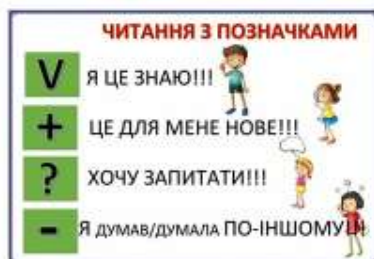 ЧИТАННЯ З ПОЗНАЧКАМИ
V Я ЦЕ ЗНАЮ!!!
+ ЦЕ ДЛЯ МЕНЕ НОВЕ!!!
? ХОЧУ ЗАПИТАТИ!!!
- Я ДУМАВ/ДУМАЛА ПО-ІНШОМУ!!!